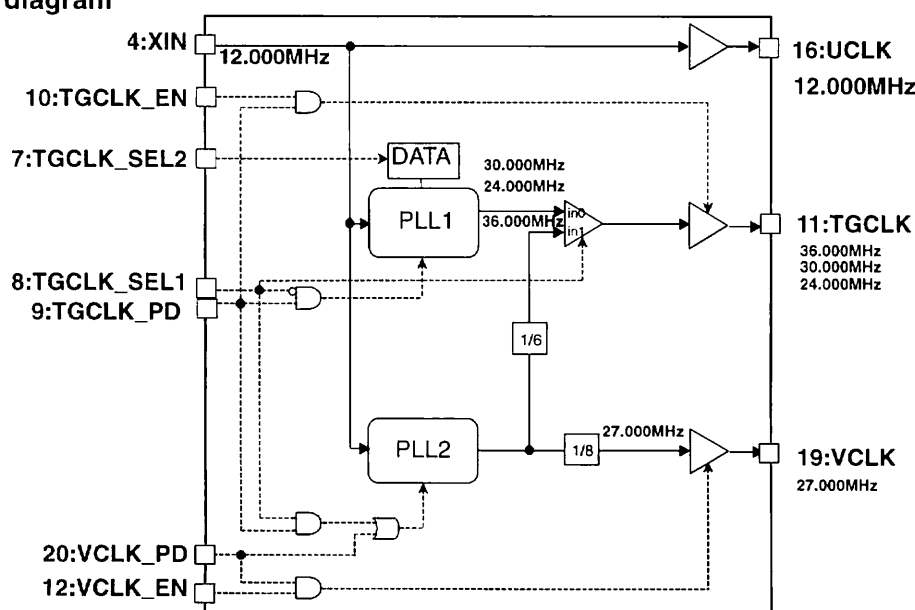 diagram
4:XIN
12.000MHz
16:UCLK
12.000MHz
10:TGCLK_EN
7:TGCLK_SEL2
DATA
30.000MHz
24.000MHz
PLL1
36.000MHz
in0
in1
11:TGCLK
36.000MHz
30.000MHz
24.000MHz
8:TGCLK_SEL1
9:TGCLK_PD
1/6
PLL2
1/8
27.000MHz
19:VCLK
27.000MHz
20:VCLK_PD
12:VCLK_EN